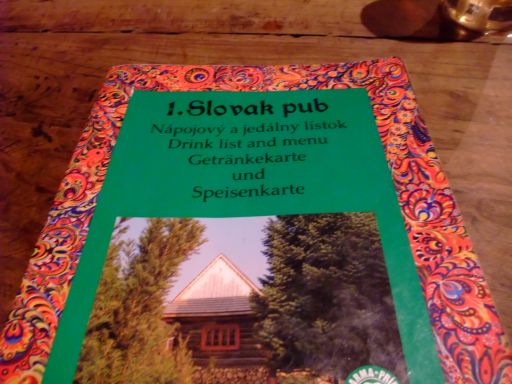 1.Slovak pub
Nápojový a jedálny lístok
Drink list and menu
Getränkekarte
und
Speisenkarte